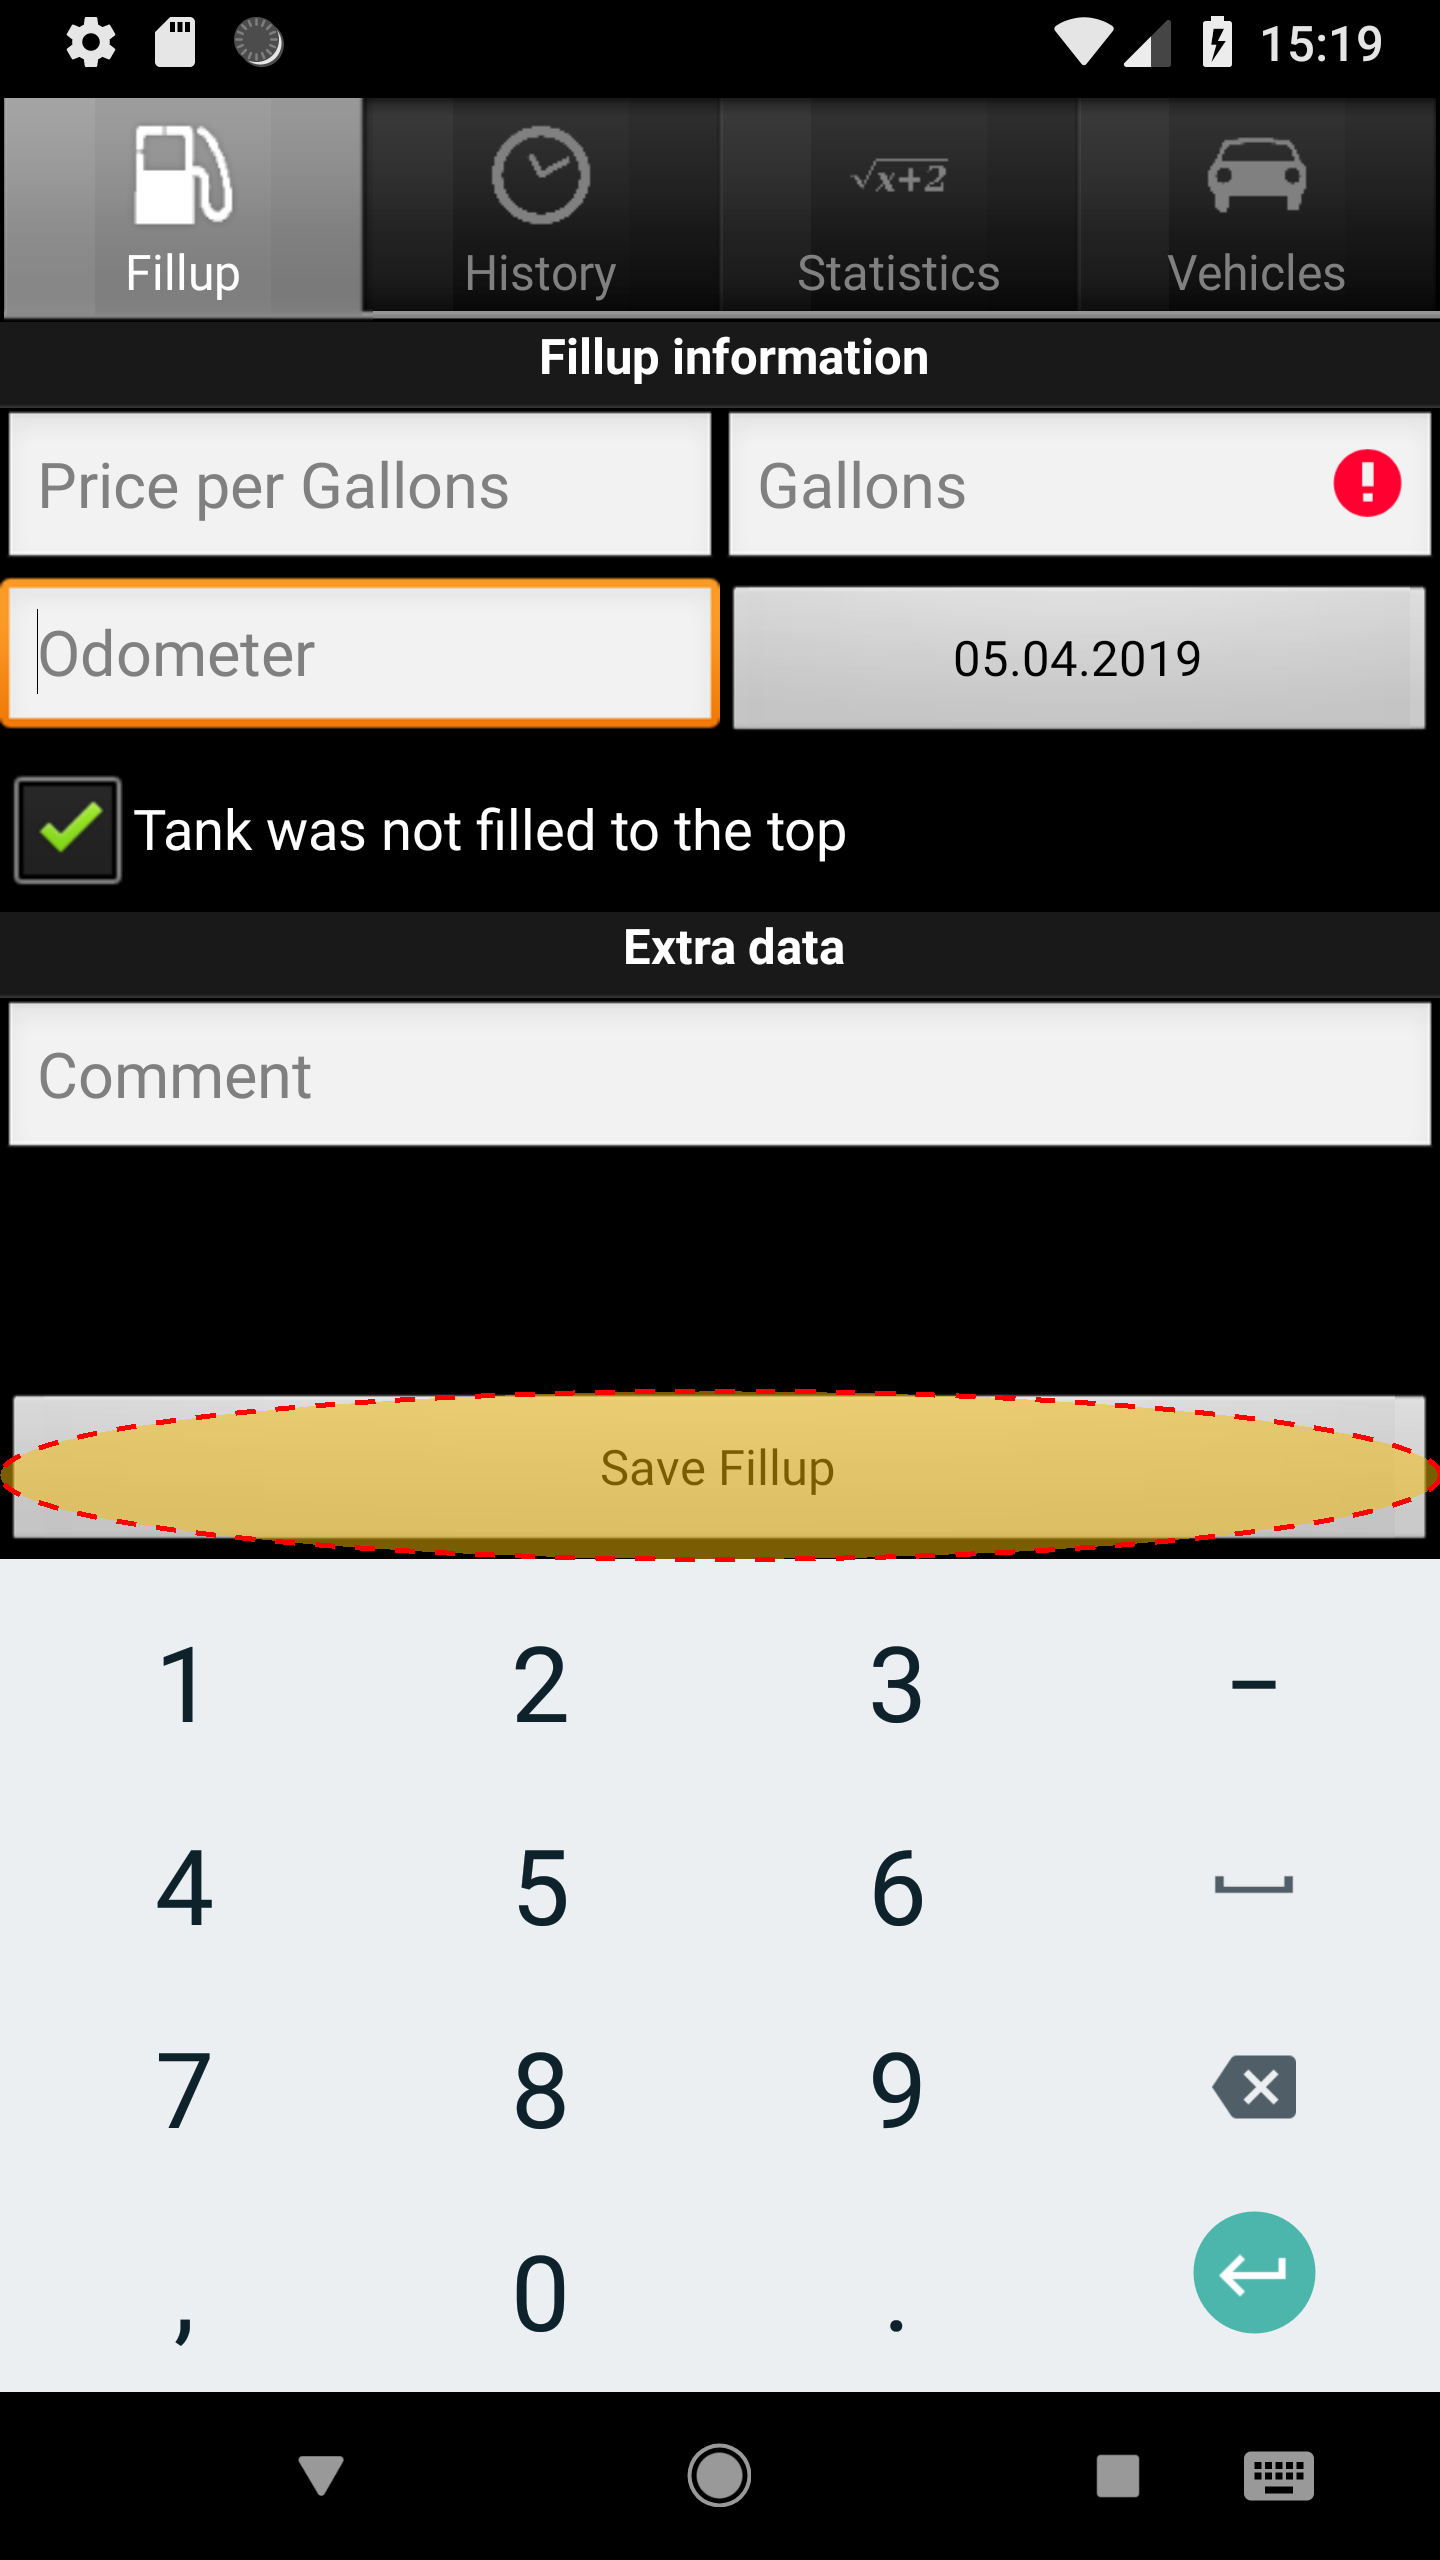 15:19
Fillup
History
√x+2
Statistics
Vehicles
Fillup information
Price per Gallons
Gallons
Odometer
05.04.2019
Tank was not filled to the top
Extra data
Comment
Save Fillup
1 2 3 −
4 5 6
7 8 9
, 0 .